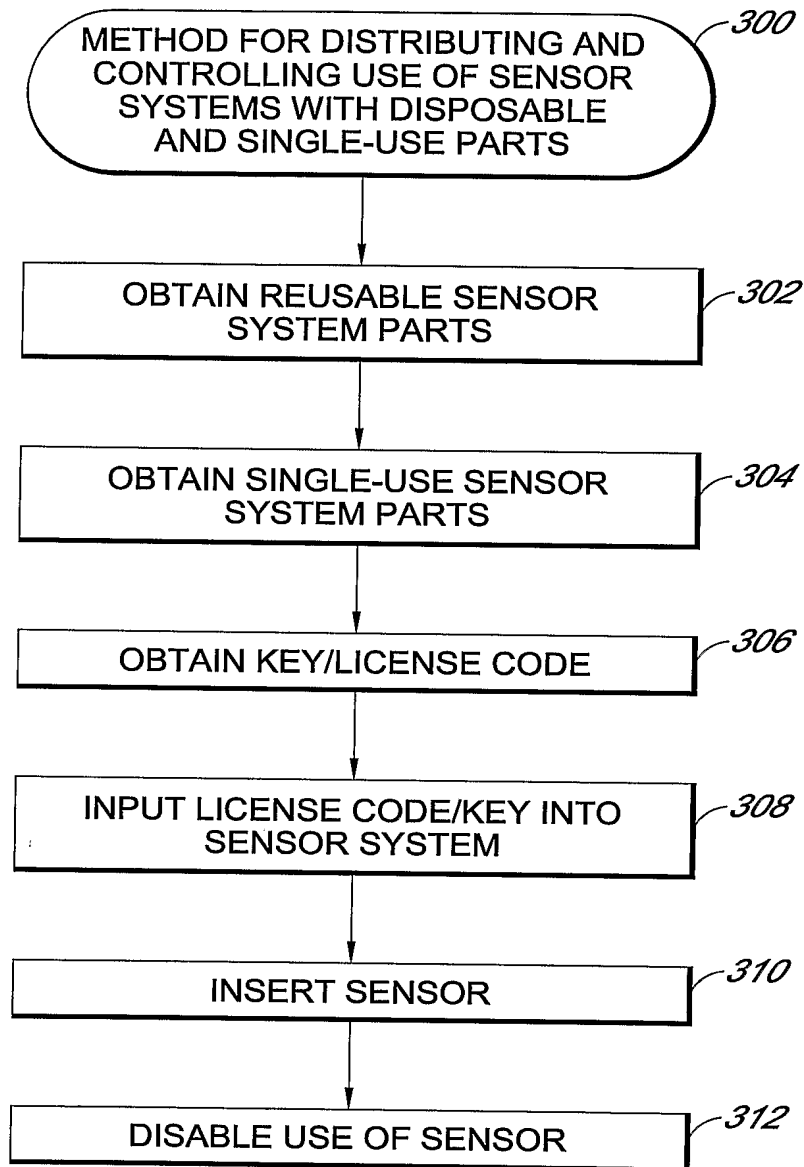 METHOD FOR DISTRIBUTING AND
CONTROLLING USE OF SENSOR
SYSTEMS WITH DISPOSABLE
AND SINGLE-USE PARTS
300
OBTAIN REUSABLE SENSOR
SYSTEM PARTS
302
OBTAIN SINGLE-USE SENSOR
SYSTEM PARTS
304
OBTAIN KEY/LICENSE CODE
306
INPUT LICENSE CODE/KEY INTO
SENSOR SYSTEM
308
INSERT SENSOR
310
DISABLE USE OF SENSOR
312